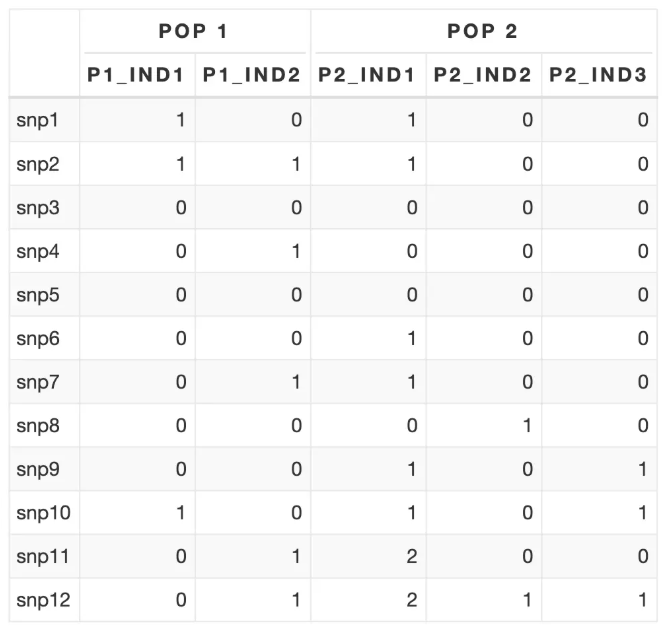 POP 1 POP 2
P1_IND1 P1_IND2 P2_IND1 P2_IND2 P2_IND3
snp1 1 0 1 0 0
snp2 1 1 1 0 0
snp3 0 0 0 0 0
snp4 0 1 0 0 0
snp5 0 0 0 0 0
snp6 0 0 1 0 0
snp7 0 1 1 0 0
snp8 0 0 0 1 0
snp9 0 0 1 0 1
snp10 1 0 1 0 1
snp11 0 1 2 0 0
snp12 0 1 2 1 1